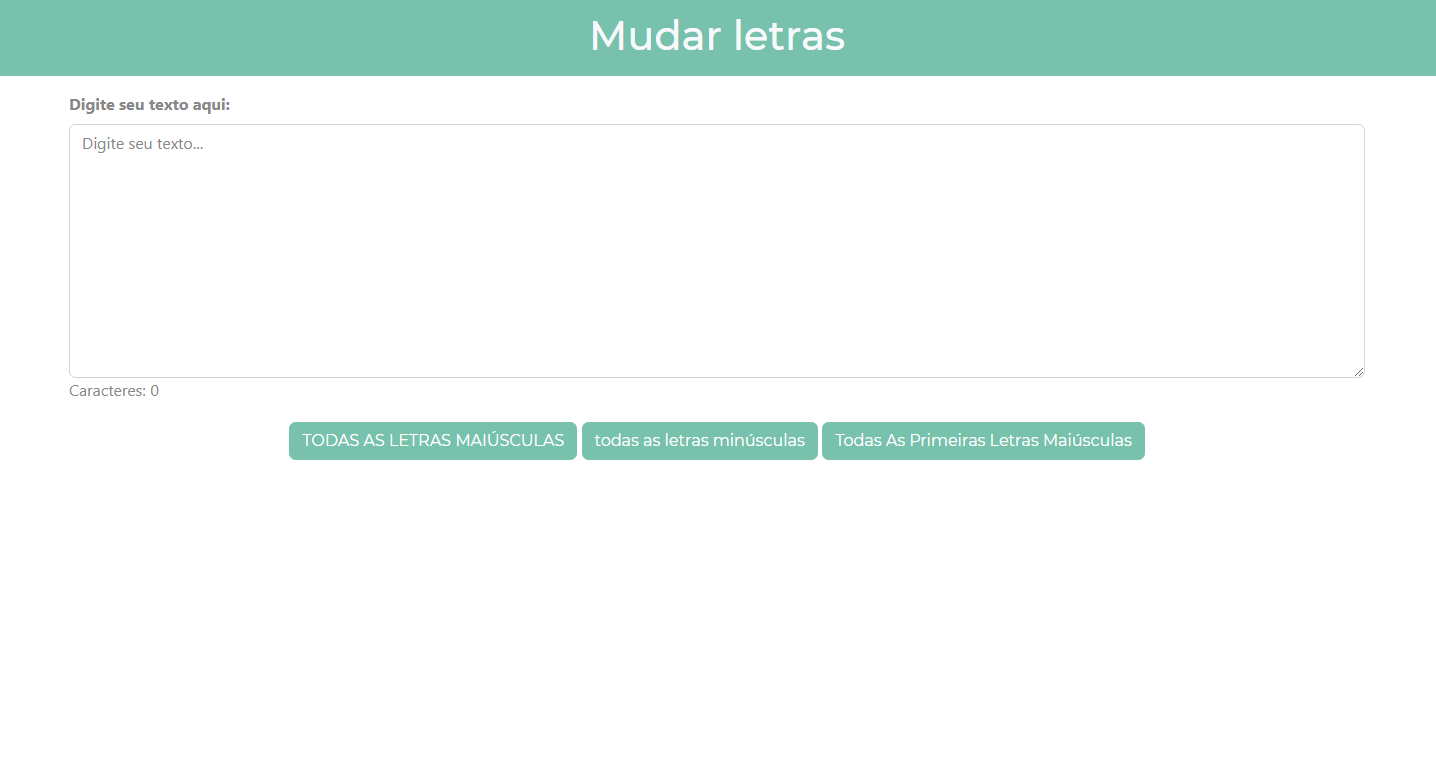 Mudar letras
Digite seu texto aqui:
Digite seu texto...
Caracteres: 0
TODAS AS LETRAS MAIÚSCULAS todas as letras minúsculas Todas As Primeiras Letras Maiúsculas